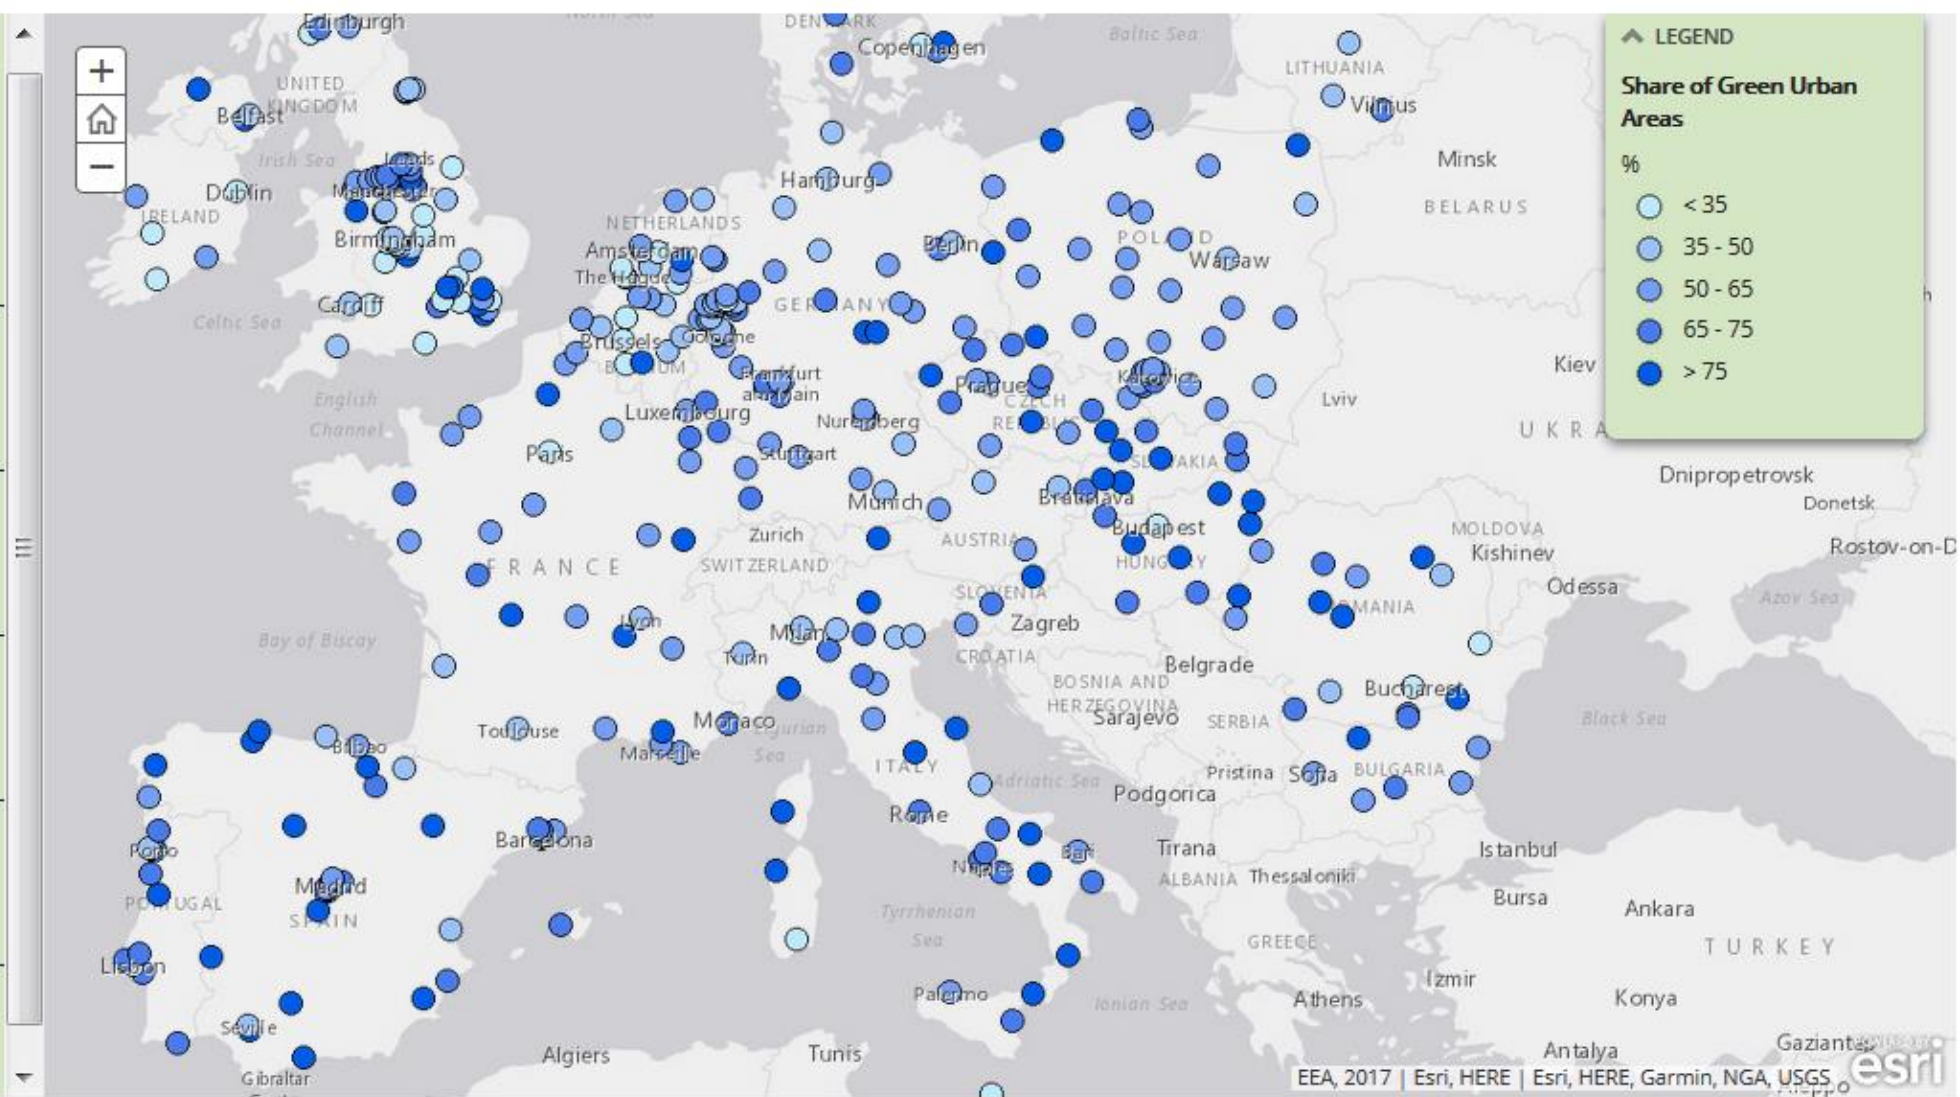 North Sea
Edinburgh
DENMARK
Copenhagen
Baltic Sea
LITHUANIA
Vilnius
UNITED
KINGDOM
Belfast
Irish Sea
Leeds
Manchester
Dublin
IRELAND
Birmingham
Cardiff
Celtic Sea
English
Channel
Hamburg
NETHERLANDS
Amsterdam
The Hague
Berlin
POLAND
Warsaw
Minsk
BELARUS
GERMANY
Cologne
Brussels
BELGIUM
Frankfurt
am Main
Luxembourg
Nuremberg
Prague
CZECH
REPUBLIC
Katowice
Lviv
Kiev
UKRA
Paris
Stuttgart
SLOVAKIA
Dnipropetrovsk
Donetsk
Munich
Bratislava
Budapest
MOLDOVA
Kishinev
Rostov-on-D
Zurich
AUSTRIA
HUNGARY
FRANCE
SWITZERLAND
Odessa
SLOVENIA
Azov Sea
OMANIA
Lyon
Milan
Zagreb
Bay of Biscay
Turin
CROATIA
Belgrade
BOSNIA AND
HERZEGOVINA
Bucharest
Toulouse
Monaco
Ligurian
Sea
Sarajevo
SERBIA
Black Sea
Bilbao
Marseille
ITALY
Adriatic Sea
Pristina
Sofia
BULGARIA
Podgorica
Rome
Barcelona
Porto
Naples
Bari
Tirana
Istanbul
Madrid
ALBANIA
Thessaloniki
Bursa
PORTUGAL
SPAIN
Tyrrhenian
Sea
Ankara
GREECE
TURKEY
Lisbon
Palermo
Ionian Sea
Izmir
Athens
Konya
Seville
Algiers
Tunis
Antalya
Gaziantep
Gibraltar
Aleppo
LEGEND
Share of Green Urban
Areas
%
< 35
35 - 50
50 - 65
65 - 75
> 75
EEA, 2017 | Esri, HERE | Esri, HERE, Garmin, NGA, USGS
POWERED BY
esri